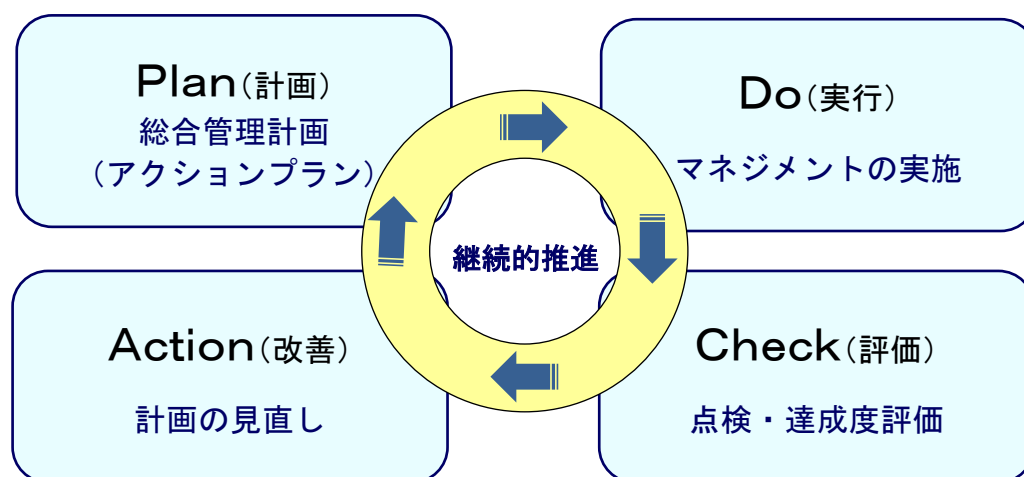 Plan(計画)
総合管理計画
(アクションプラン)
Do(実行)
マネジメントの実施
継続的推進
Action(改善)
計画の見直し
Check(評価)
点検・達成度評価